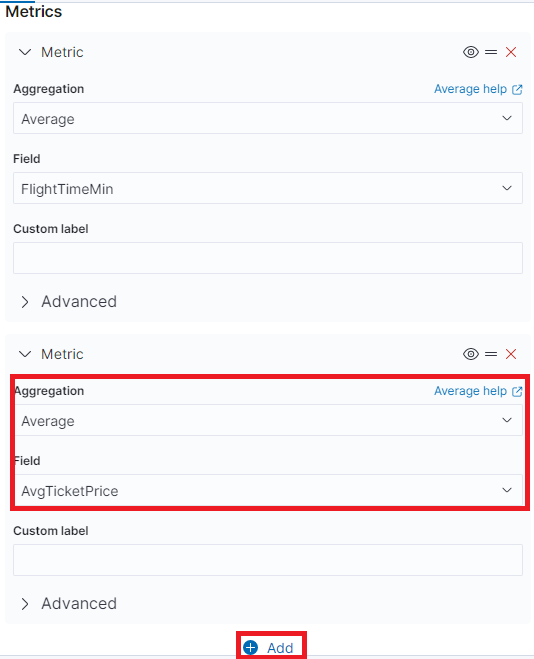 Metrics
Metric
Aggregation Average help
Average
Field
FlightTimeMin
Custom label
Advanced
Metric
Aggregation Average help
Average
Field
AvgTicketPrice
Custom label
Advanced
Add